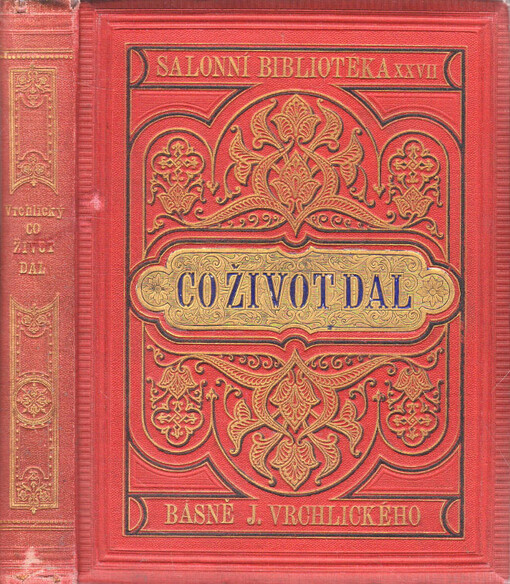 Vrchlický
CO
ŽIVOT
DAL
SALONNÍ BIBLIOTÉKA XXVII
CO ŽIVOT DAL
BÁSNĚ J. VRCHLICKÉHO